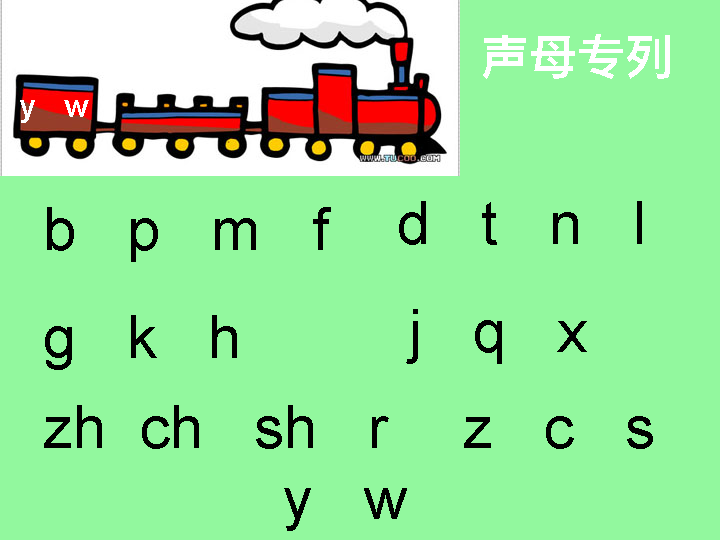 声母专列
y w
www.TUCOO.COM
b p m f d t n l
g k h j q x
zh ch sh r z c s
y w